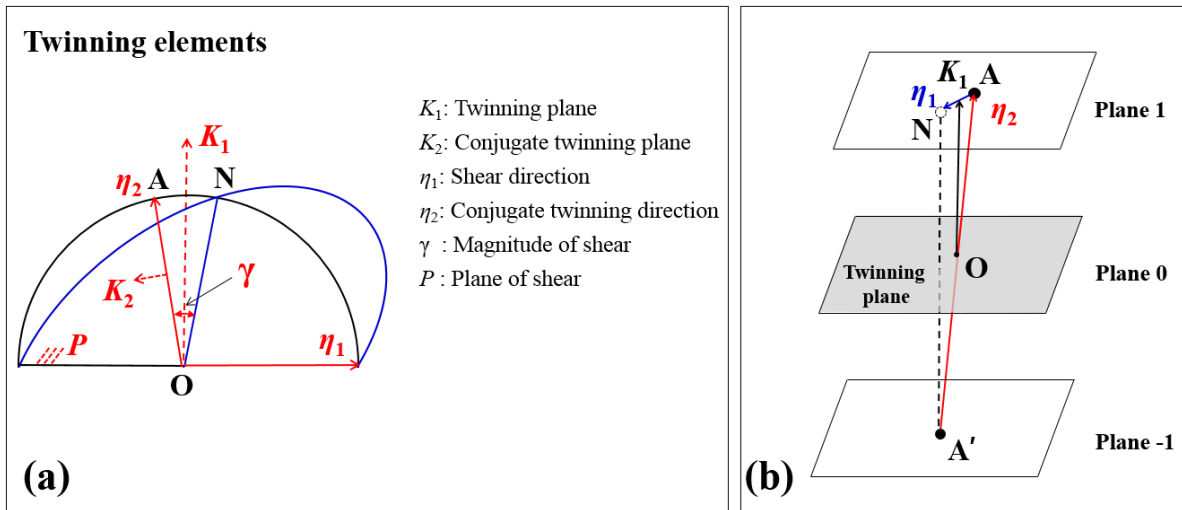 Twinning elements
K₁: Twinning plane
K₂: Conjugate twinning plane
η₁: Shear direction
η₂: Conjugate twinning direction
γ : Magnitude of shear
P : Plane of shear
K₁
η₂ A N
K₂
γ
P
η₁
O
(a)
K₁ A
η₁
η₂
N
Plane 1
O
Twinning
plane
Plane 0
A′
Plane -1
(b)